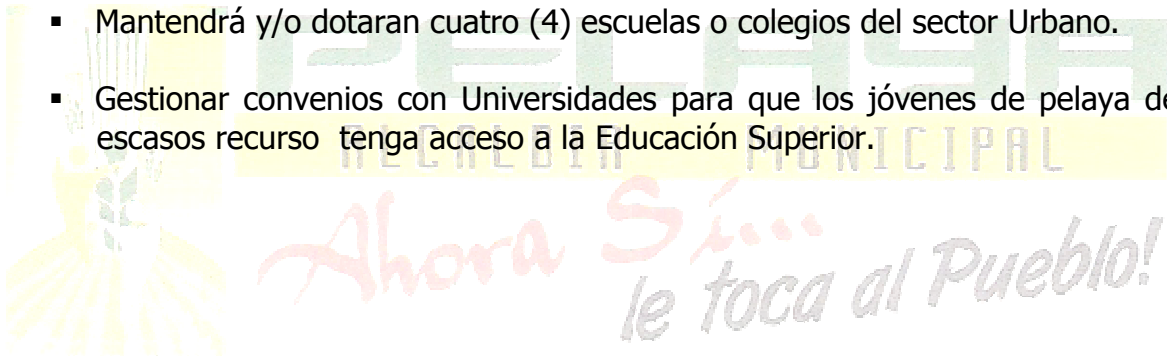 ▪ Mantendrá y/o dotaran cuatro (4) escuelas o colegios del sector Urbano.
PELAYA
▪ Gestionar convenios con Universidades para que los jóvenes de pelaya de
escasos recurso tenga acceso a la Educación Superior.
ALCALDIA MUNICIPAL
Ahora Sí...
le toca al Pueblo!